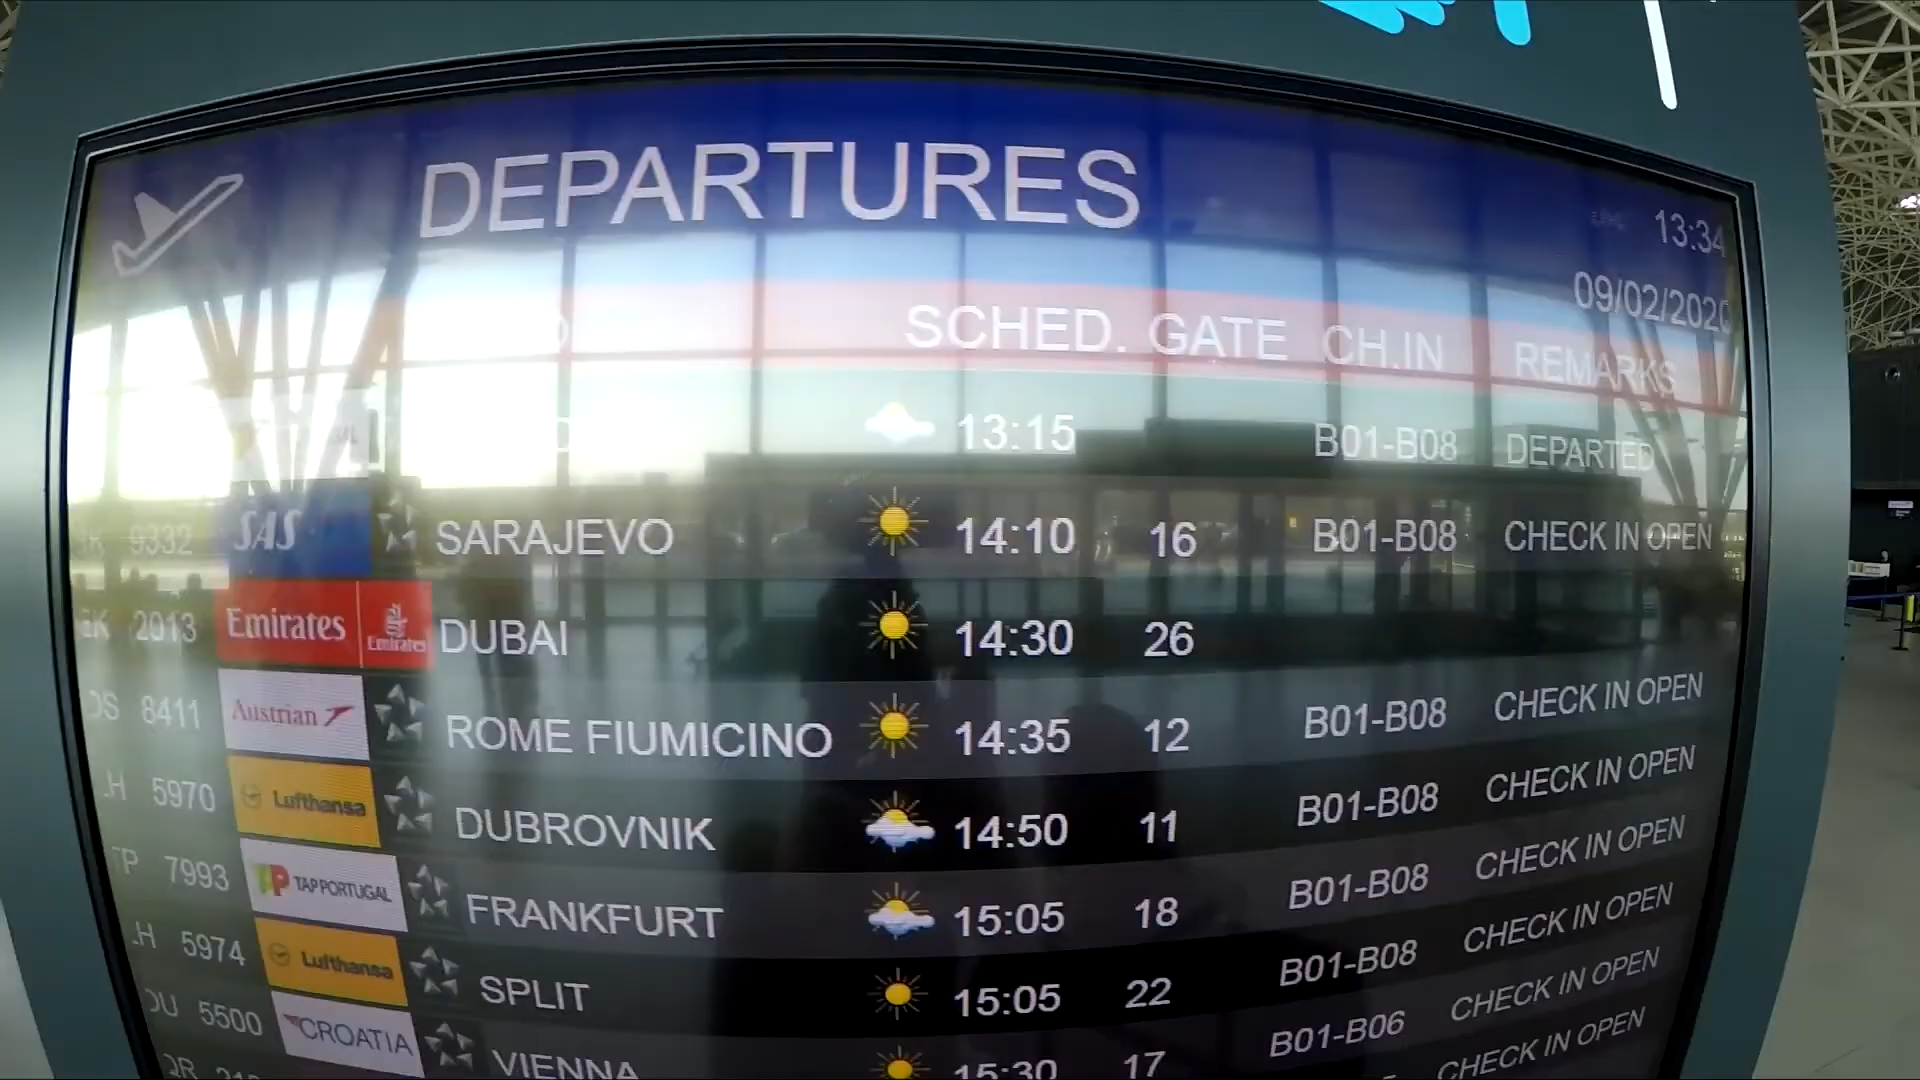 DEPARTURES 13:34
09/02/2020
SCHED. GATE CH.IN REMARKS
13:15 B01-B08 DEPARTED
9332 SAS SARAJEVO 14:10 16 B01-B08 CHECK IN OPEN
EK 2013 Emirates Emirates DUBAI 14:30 26
OS 8411 Austrian ROME FIUMICINO 14:35 12 B01-B08 CHECK IN OPEN
LH 5970 Lufthansa DUBROVNIK 14:50 11 B01-B08 CHECK IN OPEN
TP 7993 TAP PORTUGAL FRANKFURT 15:05 18 B01-B08 CHECK IN OPEN
LH 5974 Lufthansa SPLIT 15:05 22 B01-B08 CHECK IN OPEN
OU 5500 CROATIA VIENNA 15:30 17 B01-B06 CHECK IN OPEN
QR CHECK IN OPEN